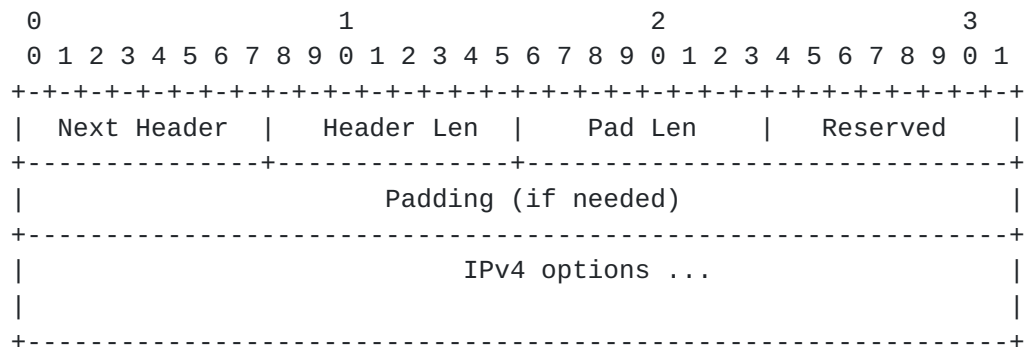 0                   1                   2                   3
0 1 2 3 4 5 6 7 8 9 0 1 2 3 4 5 6 7 8 9 0 1 2 3 4 5 6 7 8 9 0 1
+-+-+-+-+-+-+-+-+-+-+-+-+-+-+-+-+-+-+-+-+-+-+-+-+-+-+-+-+-+-+-+-+
|  Next Header  |   Header Len  |    Pad Len    |   Reserved    |
+---------------+---------------+-------------------------------+
|                       Padding (if needed)                     |
+---------------------------------------------------------------+
|                            IPv4 options ...                   |
|                                                               |
+---------------------------------------------------------------+